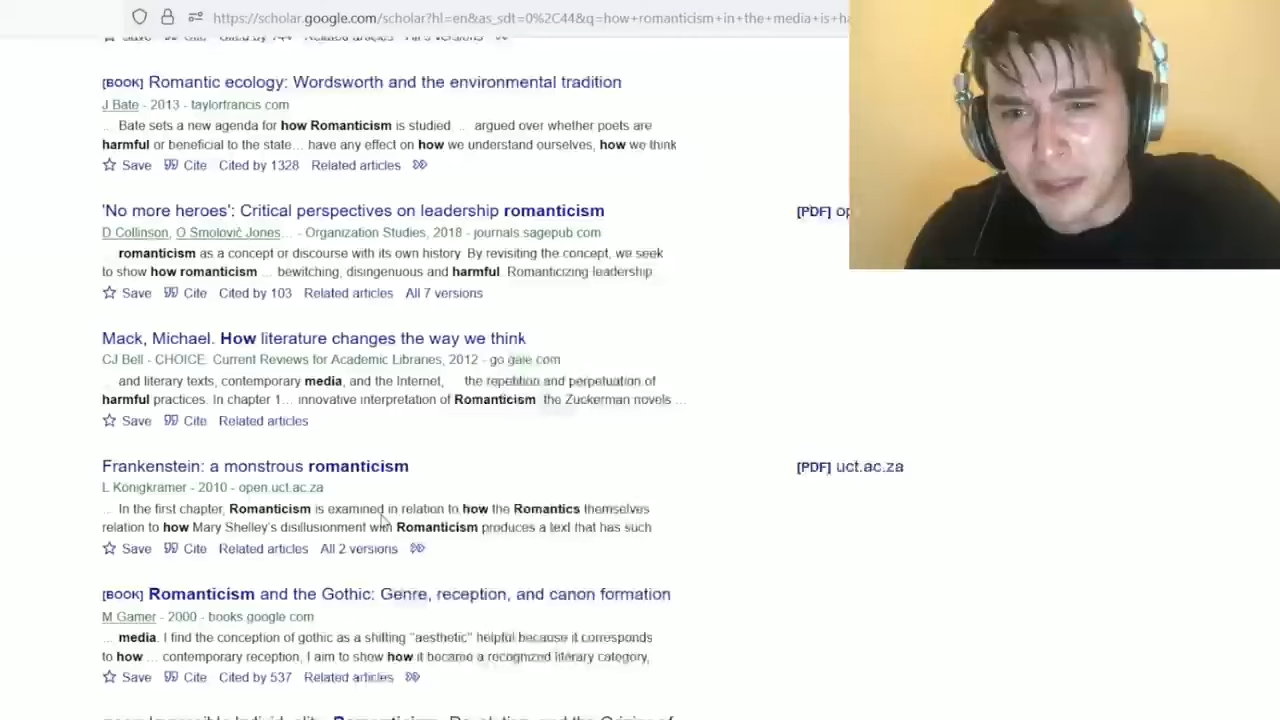 https://scholar.google.com/scholar?hl=en&as_sdt=0%2C44&q=how+romanticism+in+the+media+is+ha
Save Cite Cited by 744 Related articles All 5 versions
[BOOK] Romantic ecology: Wordsworth and the environmental tradition
J Bate - 2013 - taylorfrancis.com
... Bate sets a new agenda for how Romanticism is studied. ... argued over whether poets are
harmful or beneficial to the state... have any effect on how we understand ourselves, how we think
Save Cite Cited by 1328 Related articles
'No more heroes': Critical perspectives on leadership romanticism
[PDF] op
D Collinson, O Smolović Jones... - Organization Studies, 2018 - journals.sagepub.com
romanticism as a concept or discourse with its own history. By revisiting the concept, we seek
to show how romanticism ... bewitching, disingenuous and harmful. Romanticizing leadership
Save Cite Cited by 103 Related articles All 7 versions
Mack, Michael. How literature changes the way we think
CJ Bell - CHOICE: Current Reviews for Academic Libraries, 2012 - go.gale.com
... and literary texts, contemporary media, and the Internet, the repetition and perpetuation of
harmful practices. In chapter 1... innovative interpretation of Romanticism the Zuckerman novels ...
Save Cite Related articles
Frankenstein: a monstrous romanticism
[PDF] uct.ac.za
L Königkramer - 2010 - open.uct.ac.za
... In the first chapter, Romanticism is examined in relation to how the Romantics themselves
relation to how Mary Shelley's disillusionment with Romanticism produces a text that has such
Save Cite Related articles All 2 versions
[BOOK] Romanticism and the Gothic: Genre, reception, and canon formation
M Gamer - 2000 - books.google.com
... media. I find the conception of gothic as a shifting "aesthetic" helpful because it corresponds
to how ... contemporary reception, I aim to show how it became a recognized literary category,
Save Cite Cited by 537 Related articles